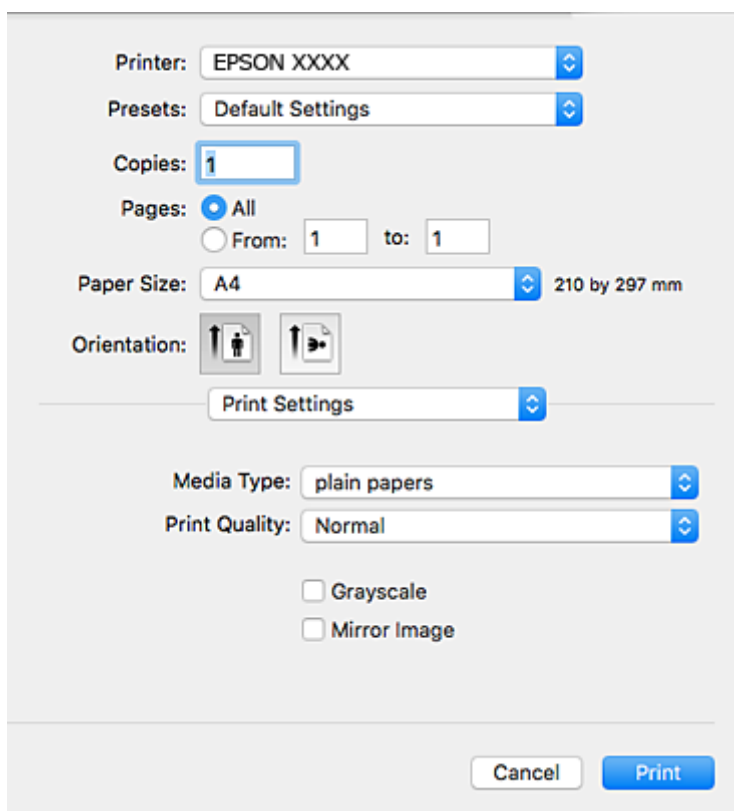 Printer: EPSON XXXX
Presets: Default Settings
Copies: 1
Pages: All
From: 1 to: 1
Paper Size: A4 210 by 297 mm
Orientation:
Print Settings
Media Type: plain papers
Print Quality: Normal
Grayscale
Mirror Image
Cancel Print